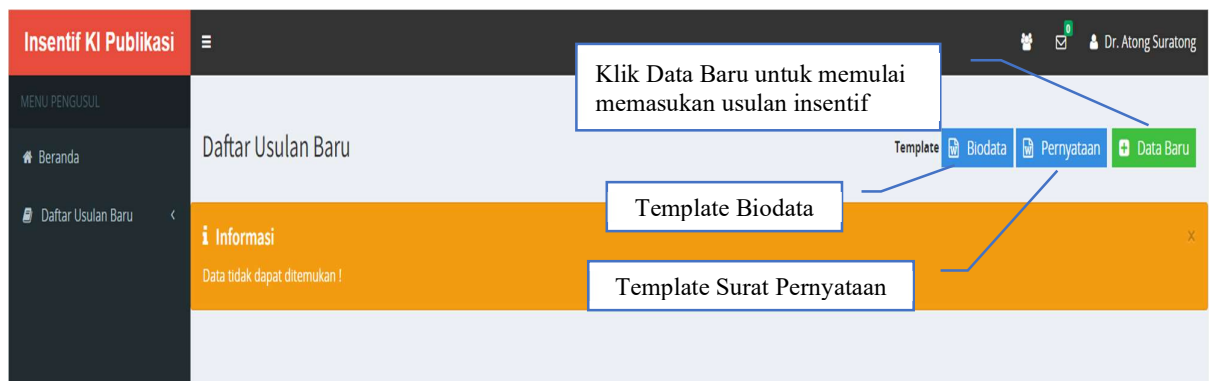 Insentif KI Publikasi
0
Dr. Atong Suratong
Klik Data Baru untuk memulai
memasukan usulan insentif
MENU PENGUSUL
Beranda
Daftar Usulan Baru
Daftar Usulan Baru
Template Biodata Pernyataan Data Baru
Template Biodata
i Informasi
x
Data tidak dapat ditemukan !
Template Surat Pernyataan